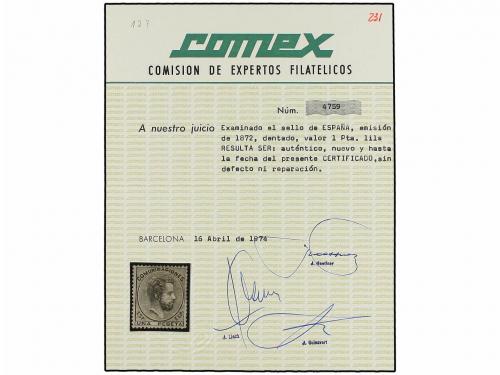 127
231
comex
COMISION DE EXPERTOS FILATELICOS
Núm. 4759
A nuestro juicio Examinado el sello de ESPAÑA, emisión
de 1872, dentado, valor 1 Pta. lila
RESULTA SER: auténtico, nuevo y hasta
la fecha del presente CERTIFICADO,sin
defecto ni reparación.
BARCELONA 16 Abril de 1974
COMUNICACIONES
UNA PESETA